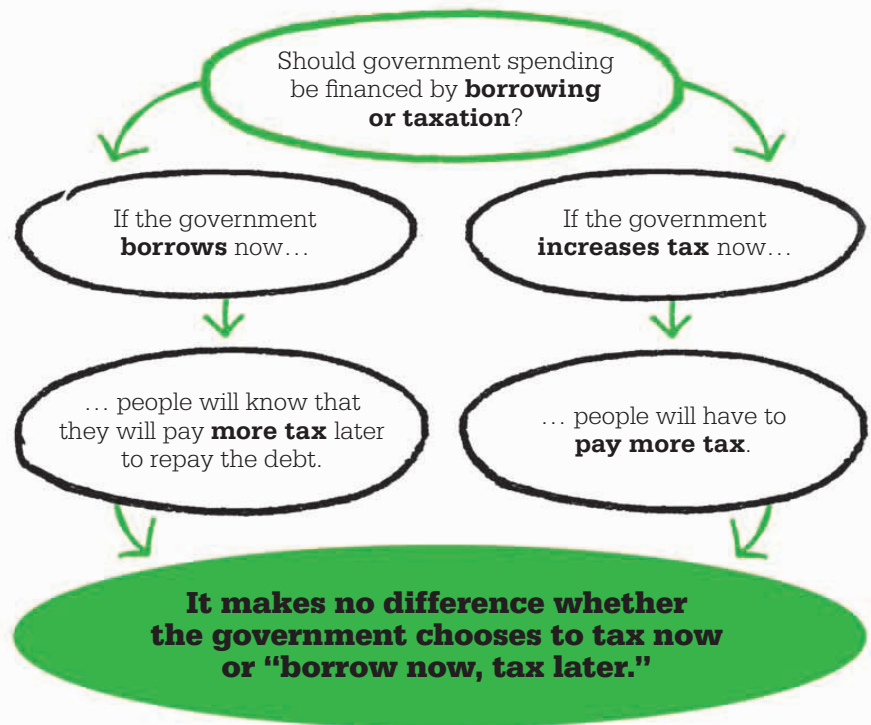 Should government spending
be financed by borrowing
or taxation?
If the government
borrows now…
If the government
increases tax now…
… people will know that
they will pay more tax later
to repay the debt.
… people will have to
pay more tax.
It makes no difference whether
the government chooses to tax now
or “borrow now, tax later.”